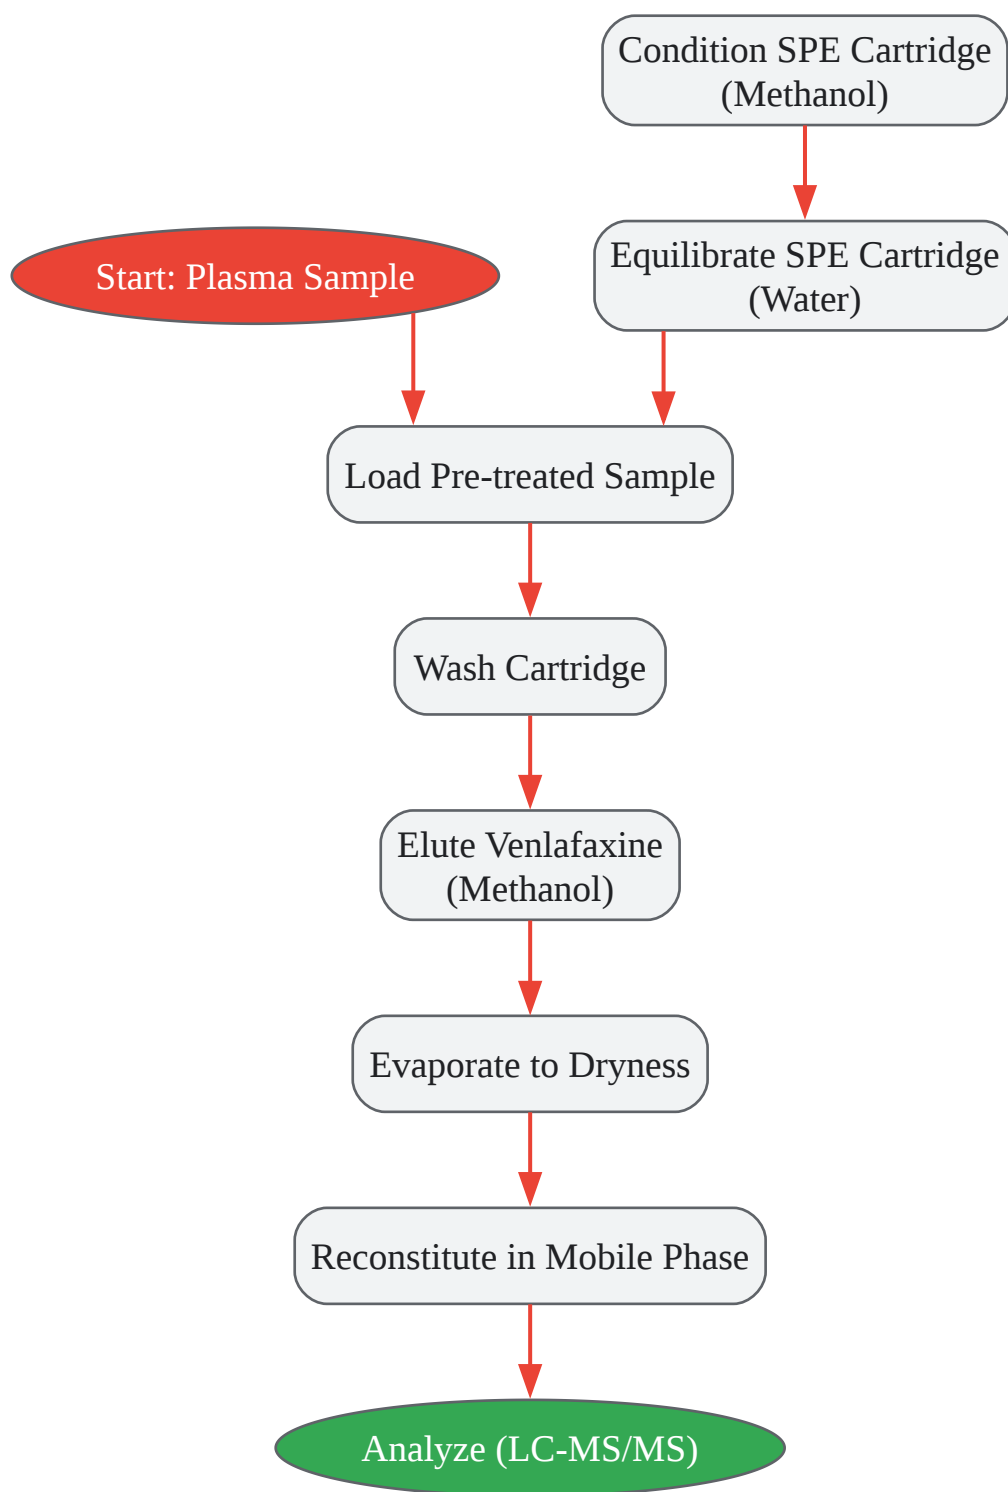 Condition SPE Cartridge
(Methanol)
Equilibrate SPE Cartridge
(Water)
Start: Plasma Sample
Load Pre-treated Sample
Wash Cartridge
Elute Venlafaxine
(Methanol)
Evaporate to Dryness
Reconstitute in Mobile Phase
Analyze (LC-MS/MS)